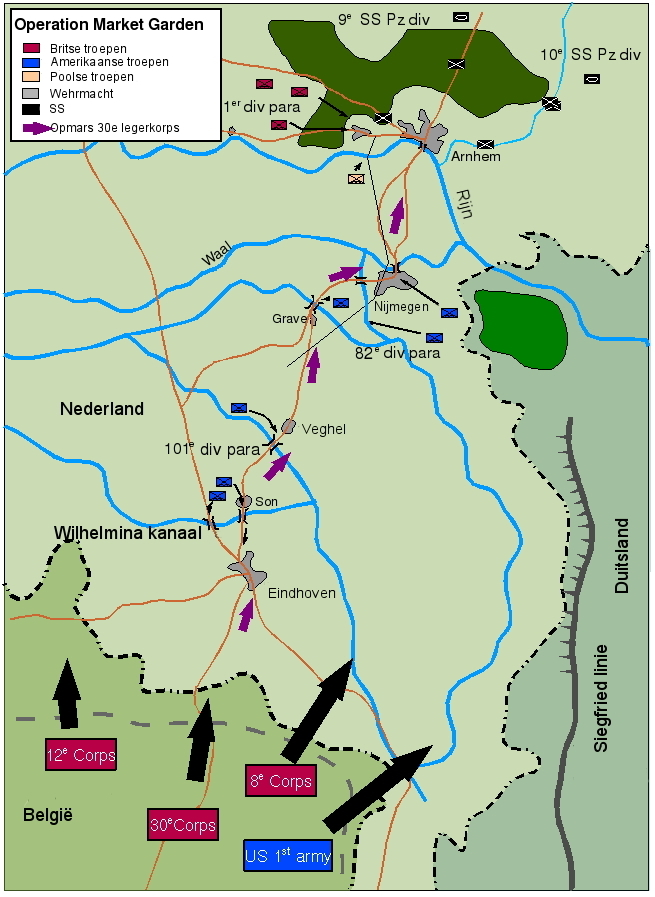 Operation Market Garden
Britse troepen
Amerikaanse troepen
Poolse troepen
Wehrmacht
SS
Opmars 30e legerkorps
9e SS Pz div
10e SS Pz div
1er div para
Arnhem
Rijn
Waal
Nijmegen
Grave
82e div para
Nederland
Veghel
101e div para
Son
Wilhelmina kanaal
Eindhoven
Duitsland
Siegfried linie
12e Corps
8e Corps
België
30e Corps
US 1st army